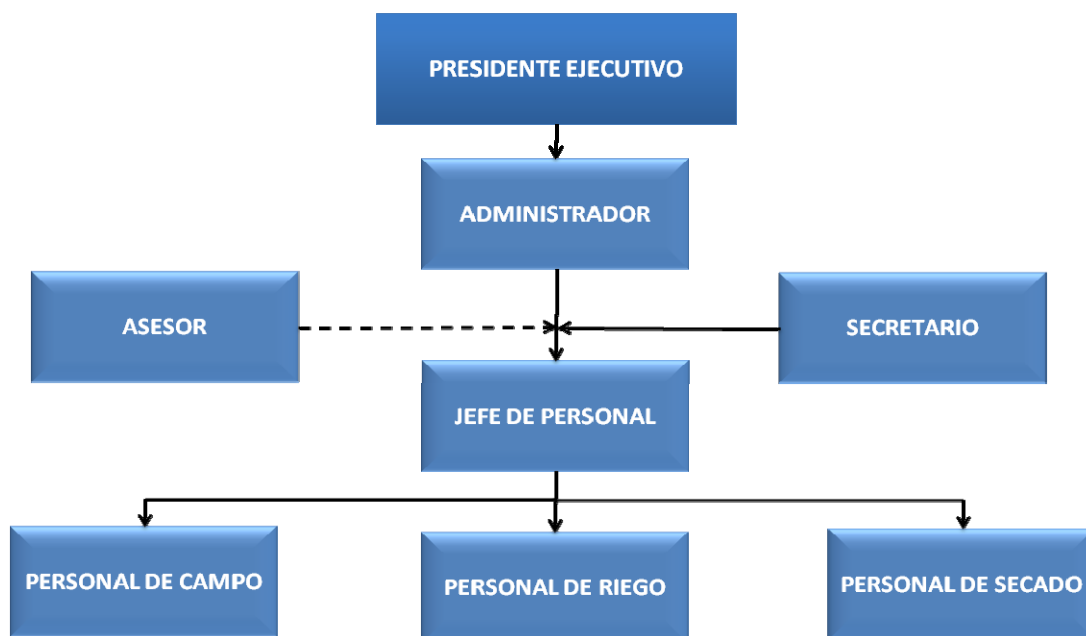 PRESIDENTE EJECUTIVO
ADMINISTRADOR
ASESOR
SECRETARIO
JEFE DE PERSONAL
PERSONAL DE CAMPO
PERSONAL DE RIEGO
PERSONAL DE SECADO